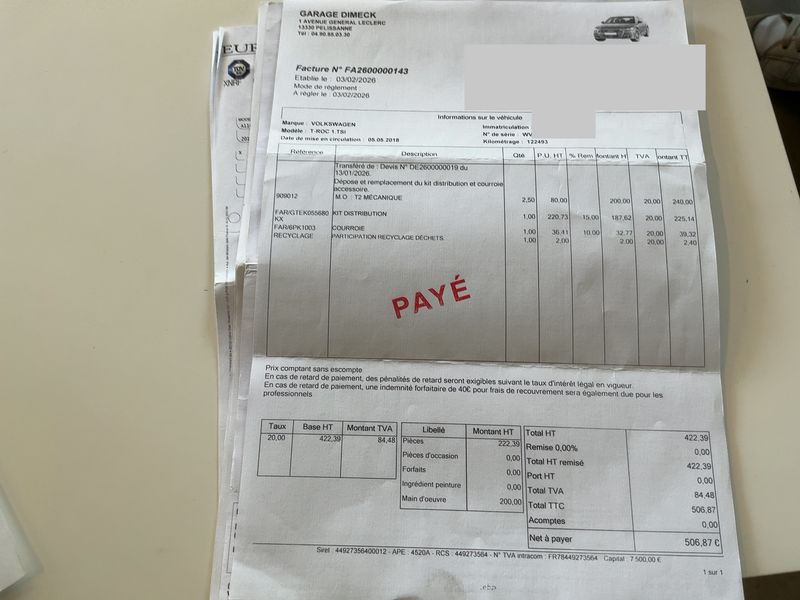 GARAGE DIMECK
1 AVENUE GENERAL LECLERC
13330 PELISSANNE
Tél : 04.90.55.03.30
EUR
XNRF
Facture N° FA2600000143
Etablie le : 03/02/2026
Mode de règlement :
A régler le : 03/02/2026
Informations sur le véhicule
Marque : VOLKSWAGEN
Modèle : T-ROC 1.TSI
Date de mise en circulation : 05.05.2018
Immatriculation
N° de série : WV
Kilométrage : 122493
Référence Description Qté P.U. HT % Rem Montant H TVA ontant TT
Transféré de : Devis N° DE2600000019 du
13/01/2026.
Dépose et remplacement du kit distribution et courroie
accessoire.
909012 M.O : T2 MÉCANIQUE 2,50 80,00 200,00 20,00 240,00
FAR/GTEK055680 KIT DISTRIBUTION 1,00 220,73 15,00 187,62 20,00 225,14
KX
FAR/6PK1003 COURROIE 1,00 36,41 10,00 32,77 20,00 39,32
RECYCLAGE PARTICIPATION RECYCLAGE DÉCHETS. 1,00 2,00 2,00 20,00 2,40
PAYÉ
Prix comptant sans escompte
En cas de retard de paiement, des pénalités de retard seront exigibles suivant le taux d'intérêt légal en vigueur.
En cas de retard de paiement, une indemnité forfaitaire de 40€ pour frais de recouvrement sera également due pour les
professionnels
Taux Base HT Montant TVA
20,00 422,39 84,48
Libellé Montant HT
Pièces 222,39
Pièces d'occasion 0,00
Forfaits 0,00
Ingrédient peinture 0,00
Main d'oeuvre 200,00
Total HT 422,39
Remise 0,00% 0,00
Total HT remisé 422,39
Port HT 0,00
Total TVA 84,48
Total TTC 506,87
Acomptes 0,00
Net à payer 506,87 €
Siret : 44927356400012 - APE : 4520A - RCS : 449273564 - N° TVA intracom : FR78449273564 Capital : 7 500,00 €
1 sur 1